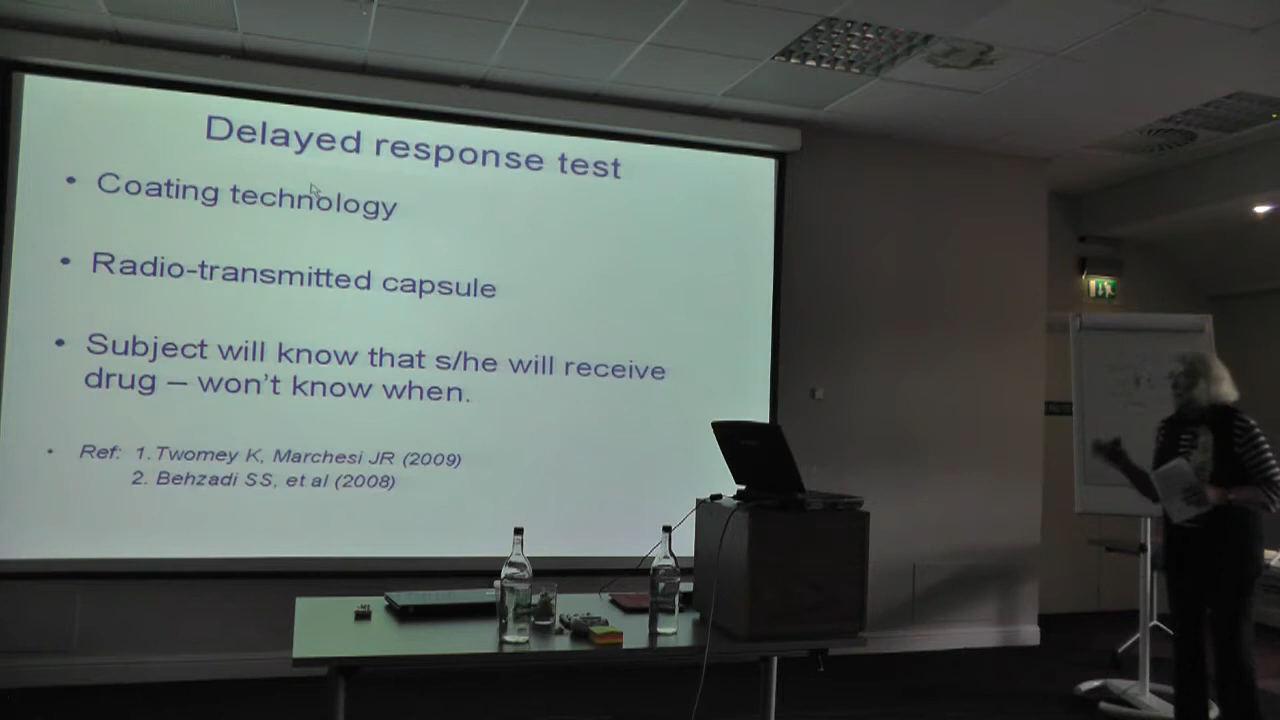 Delayed response test
• Coating technology
• Radio-transmitted capsule
• Subject will know that s/he will receive
drug – won't know when.
• Ref: 1. Twomey K, Marchesi JR (2009)
2. Behzadi SS, et al (2008)